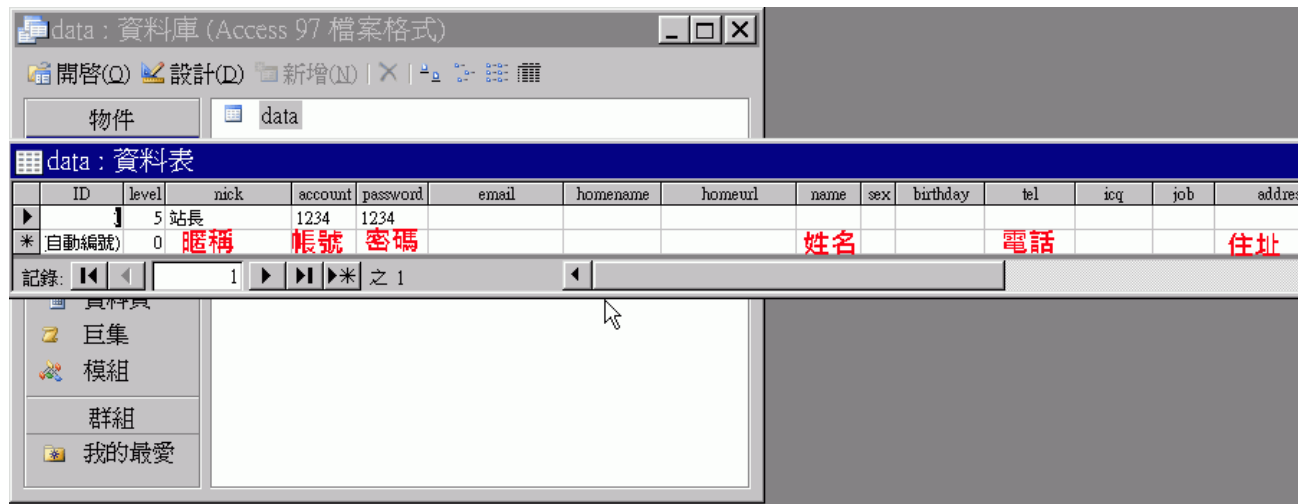 data : 資料庫 (Access 97 檔案格式)
開啓(O) 設計(D) 新增(N)
物件
data
data : 資料表
ID level nick account password email homename homeurl name sex birthday tel icq job addres
1 5 站長 1234 1234
自動編號) 0 暱稱 帳號 密碼 姓名 電話 住址
記錄: 1 之 1
巨集
模組
群組
我的最愛